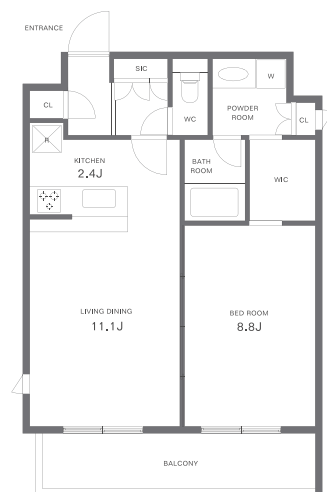 ENTRANCE
SIC
W
CL
WC
POWDER
ROOM
CL
R
KITCHEN
2.4J
BATH
ROOM
WIC
LIVING DINING
11.1J
BED ROOM
8.8J
BALCONY